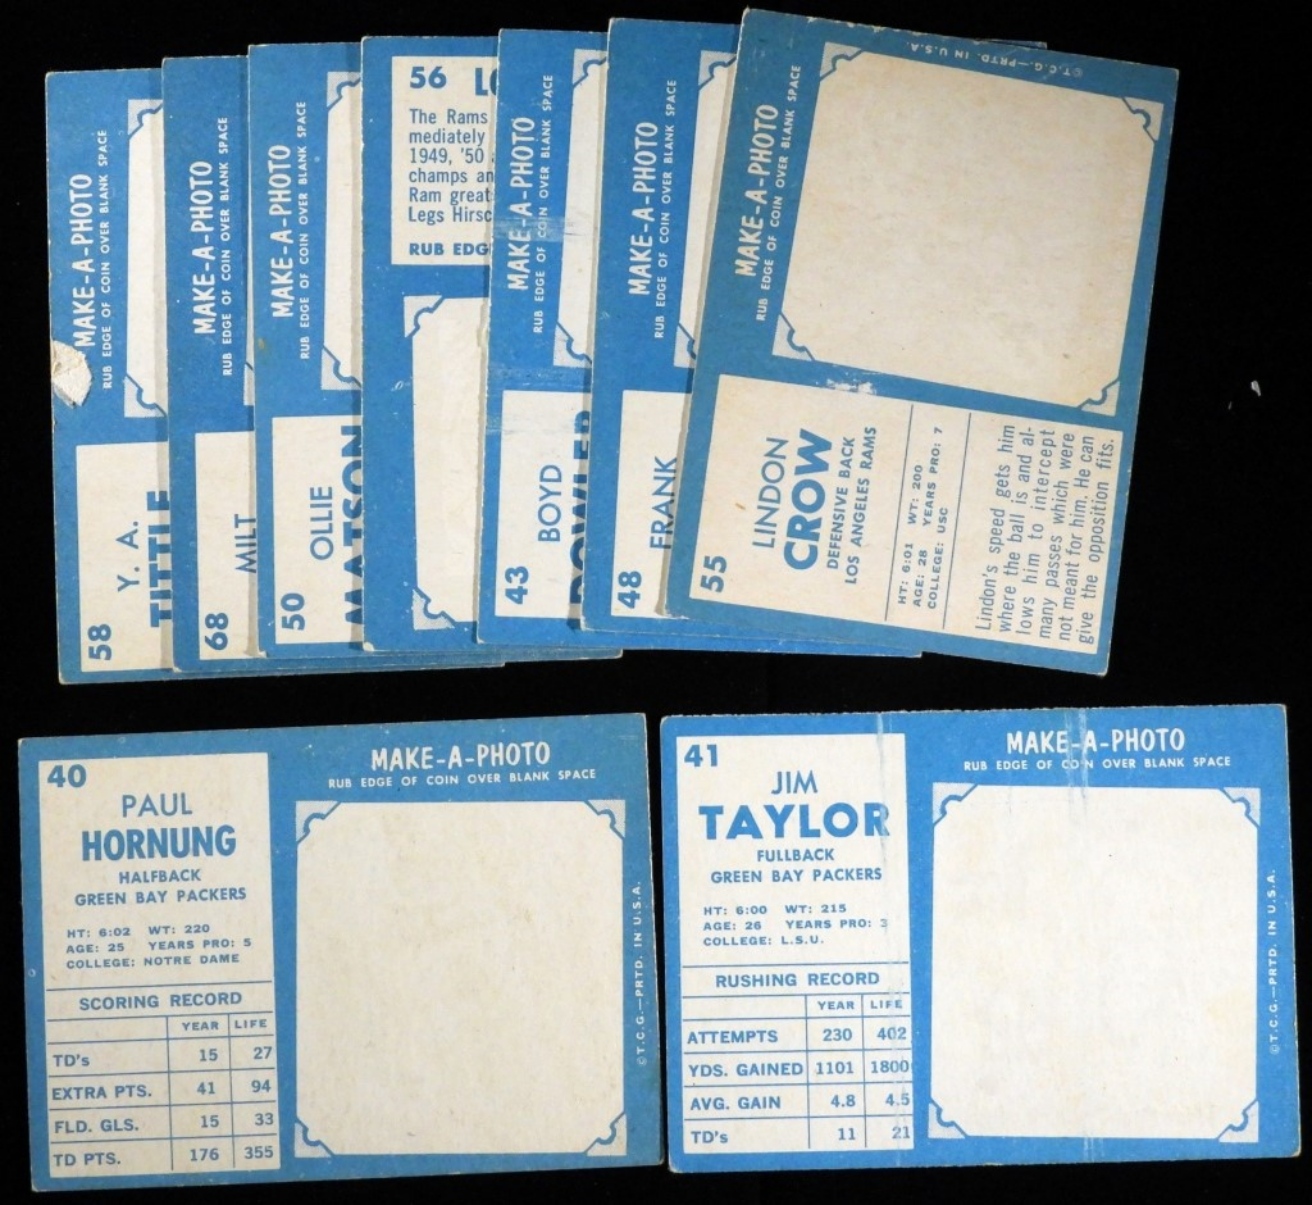 MAKE-A-PHOTO
RUB EDGE OF COIN OVER BLANK SPACE
58
Y. A.
TITTLE
MAKE-A-PHOTO
RUB EDGE OF COIN OVER BLANK SPACE
68
MILT
MAKE-A-PHOTO
RUB EDGE OF COIN OVER BLANK SPACE
50
OLLIE
MATSON
56
The Rams
mediately
1949, '50
champs an
Ram great
Legs Hirsc
RUB EDG
MAKE-A-PHOTO
RUB EDGE OF COIN OVER BLANK SPACE
43
BOYD
DOWLER
MAKE-A-PHOTO
RUB EDGE OF COIN OVER BLANK SPACE
48
FRANK
©T.C.G.—PRTD. IN U.S.A.
MAKE-A-PHOTO
RUB EDGE OF COIN OVER BLANK SPACE
55
LINDON
CROW
DEFENSIVE BACK
LOS ANGELES RAMS
HT: 6:01 WT: 200
AGE: 28 YEARS PRO: 7
COLLEGE: USC
Lindon's speed gets him
where the ball is and al-
lows him to intercept
many passes which were
not meant for him. He can
give the opposition fits.
40
PAUL
HORNUNG
HALFBACK
GREEN BAY PACKERS
HT: 6:02 WT: 220
AGE: 25 YEARS PRO: 5
COLLEGE: NOTRE DAME
SCORING RECORD
YEAR LIFE
TD's 15 27
EXTRA PTS. 41 94
FLD. GLS. 15 33
TD PTS. 176 355
MAKE-A-PHOTO
RUB EDGE OF COIN OVER BLANK SPACE
©T.C.G.—PRTD. IN U.S.A.
41
JIM
TAYLOR
FULLBACK
GREEN BAY PACKERS
HT: 6:00 WT: 215
AGE: 26 YEARS PRO: 3
COLLEGE: L.S.U.
RUSHING RECORD
YEAR LIFE
ATTEMPTS 230 402
YDS. GAINED 1101 1800
AVG. GAIN 4.8 4.5
TD's 11 21
MAKE-A-PHOTO
RUB EDGE OF COIN OVER BLANK SPACE
©T.C.G.—PRTD. IN U.S.A.